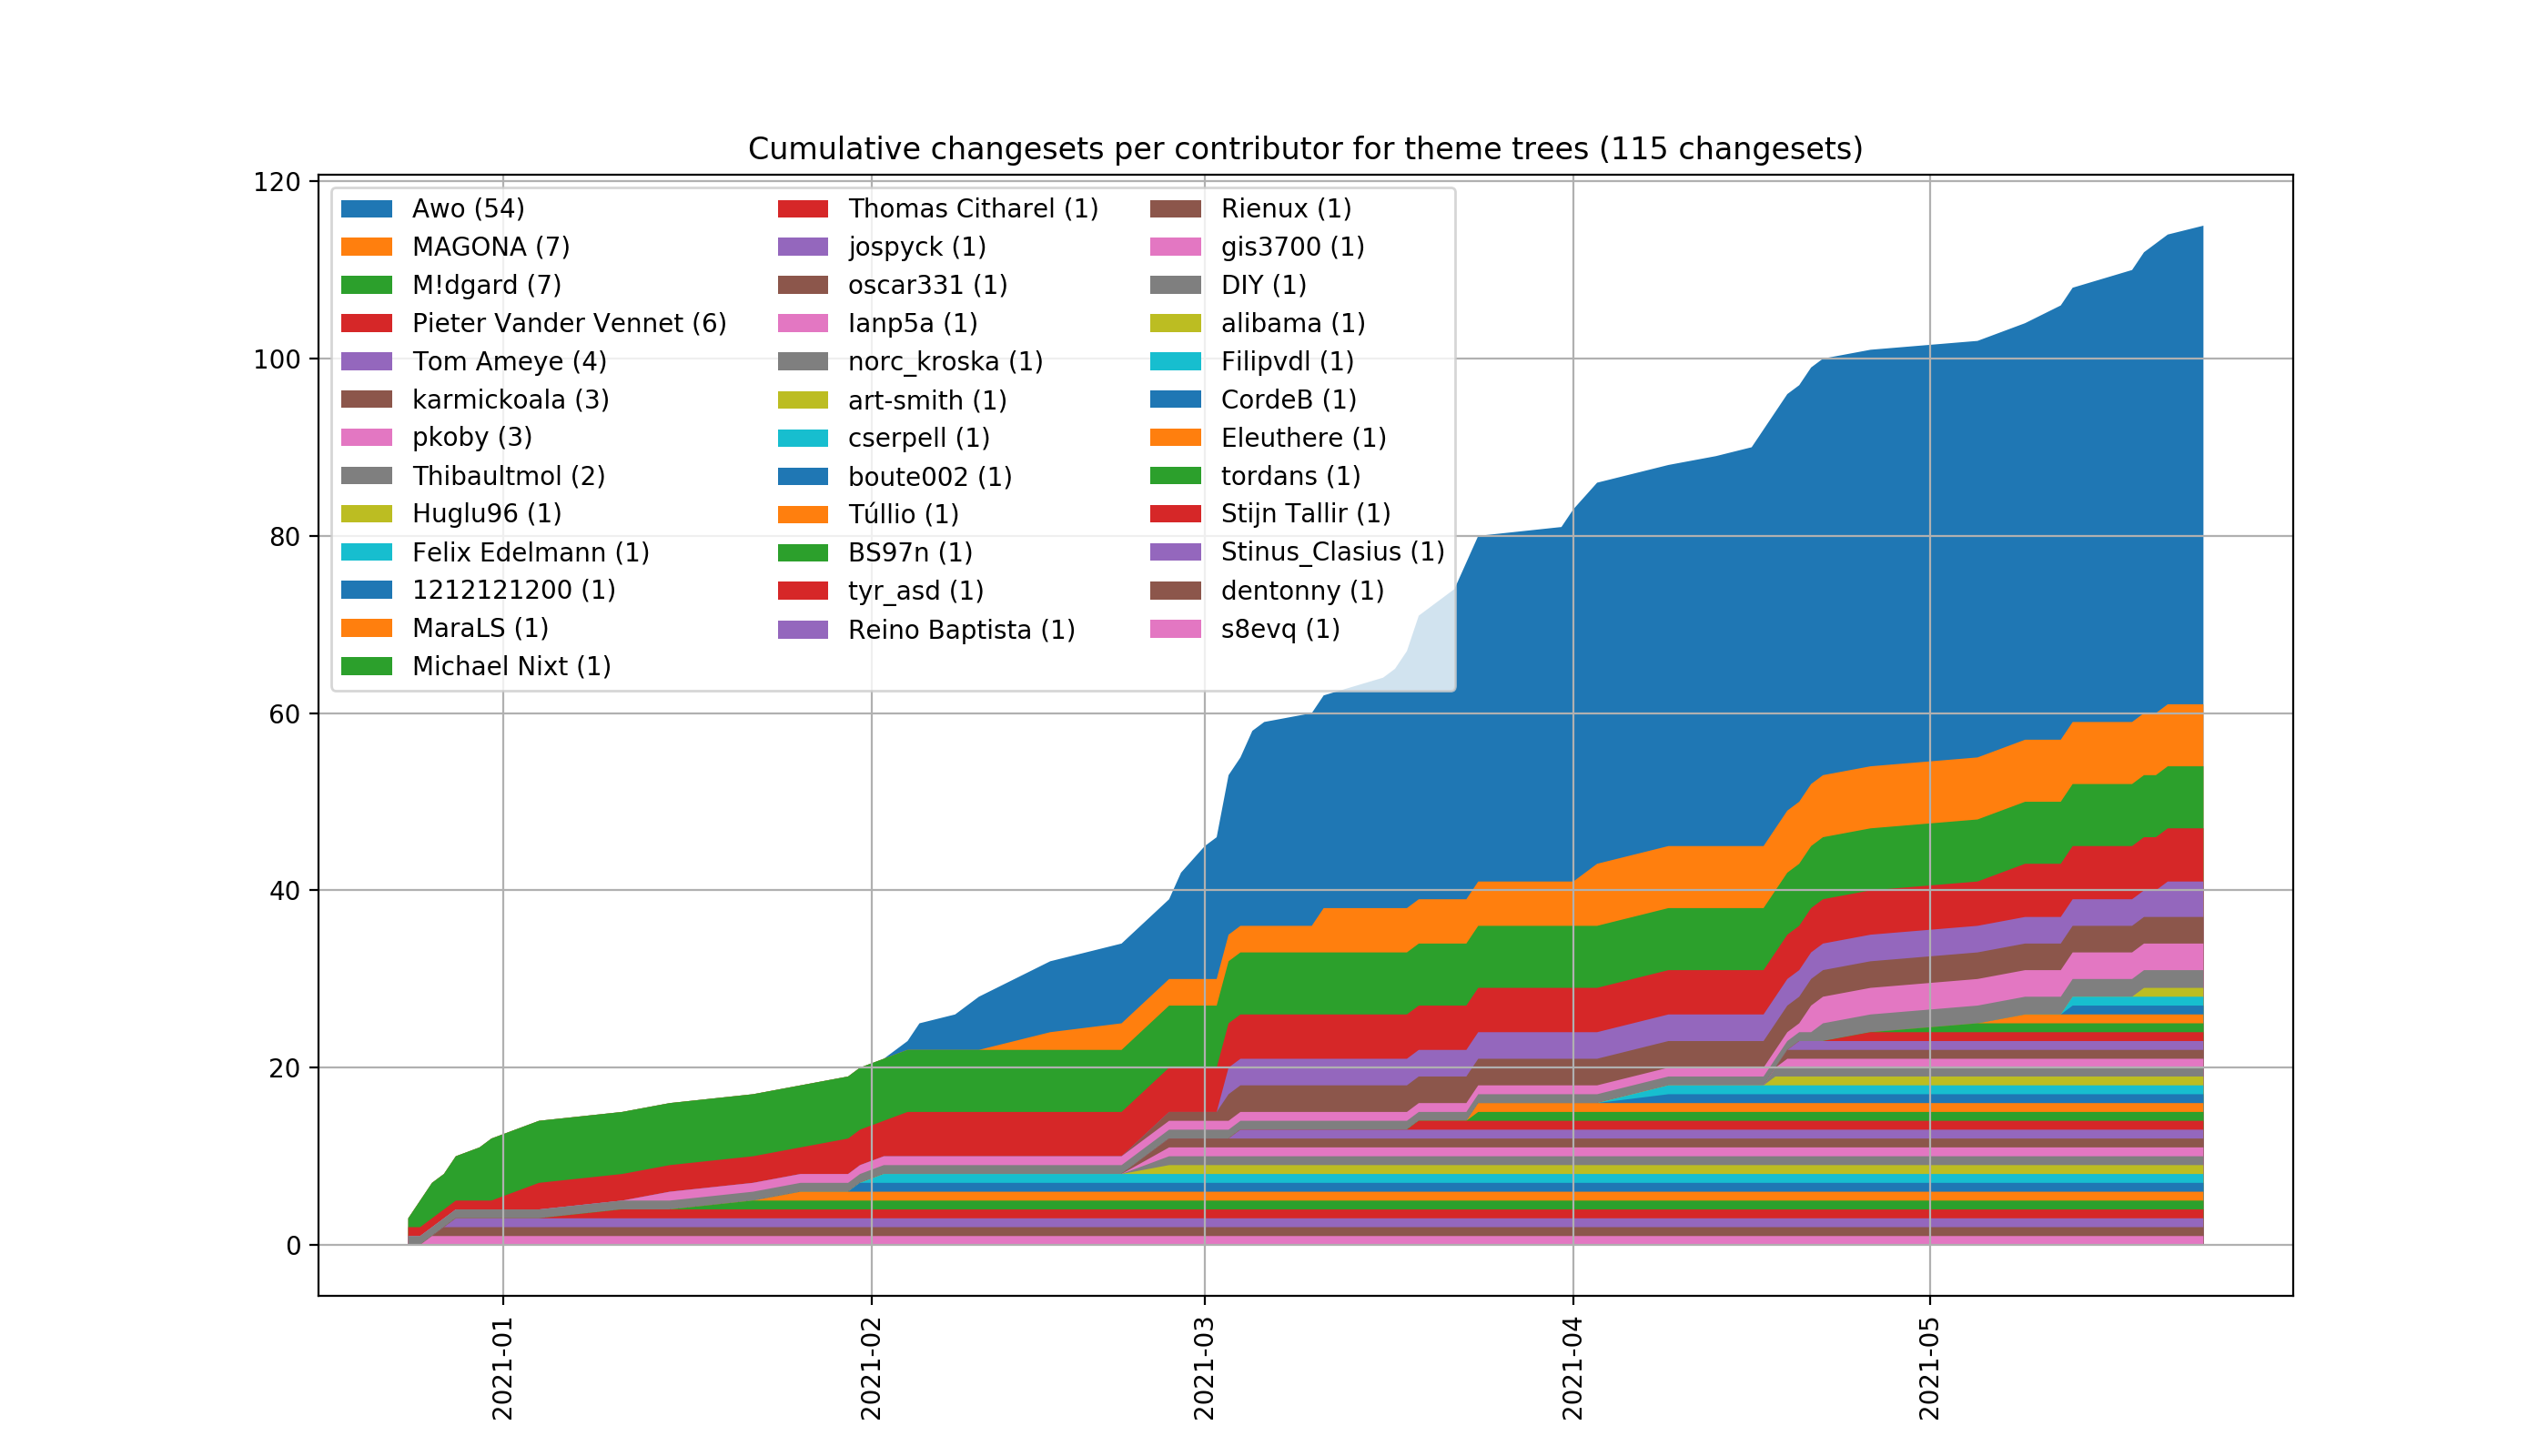 Cumulative changesets per contributor for theme trees (115 changesets)
120
100
80
60
40
20
0
Awo (54)
MAGONA (7)
M!dgard (7)
Pieter Vander Vennet (6)
Tom Ameye (4)
karmickoala (3)
pkoby (3)
Thibaultmol (2)
Huglu96 (1)
Felix Edelmann (1)
1212121200 (1)
MaraLS (1)
Michael Nixt (1)
Thomas Citharel (1)
jospyck (1)
oscar331 (1)
lanp5a (1)
norc_kroska (1)
art-smith (1)
cserpell (1)
boute002 (1)
Túllio (1)
BS97n (1)
tyr_asd (1)
Reino Baptista (1)
Rienux (1)
gis3700 (1)
DIY (1)
alibama (1)
Filipvdl (1)
CordeB (1)
Eleuthere (1)
tordans (1)
Stijn Tallir (1)
Stinus_Clasius (1)
dentonny (1)
s8evq (1)
2021-01
2021-02
2021-03
2021-04
2021-05